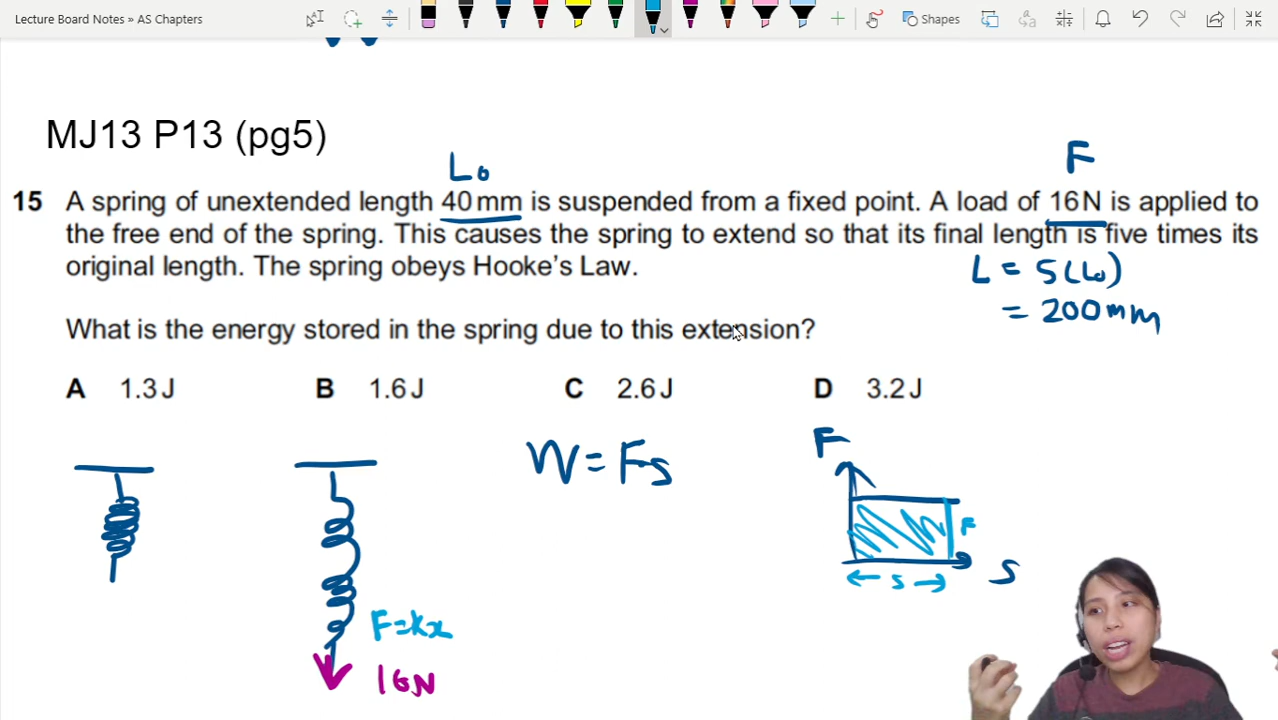 Lecture Board Notes » AS Chapters
Shapes
MJ13 P13 (pg5)
L₀
F
15 A spring of unextended length 40 mm is suspended from a fixed point. A load of 16 N is applied to
the free end of the spring. This causes the spring to extend so that its final length is five times its
original length. The spring obeys Hooke's Law.
L = 5(L₀)
= 200mm
What is the energy stored in the spring due to this extension?
A 1.3 J B 1.6 J C 2.6 J D 3.2 J
W = Fs
F
F
s
S
F=kx
16N